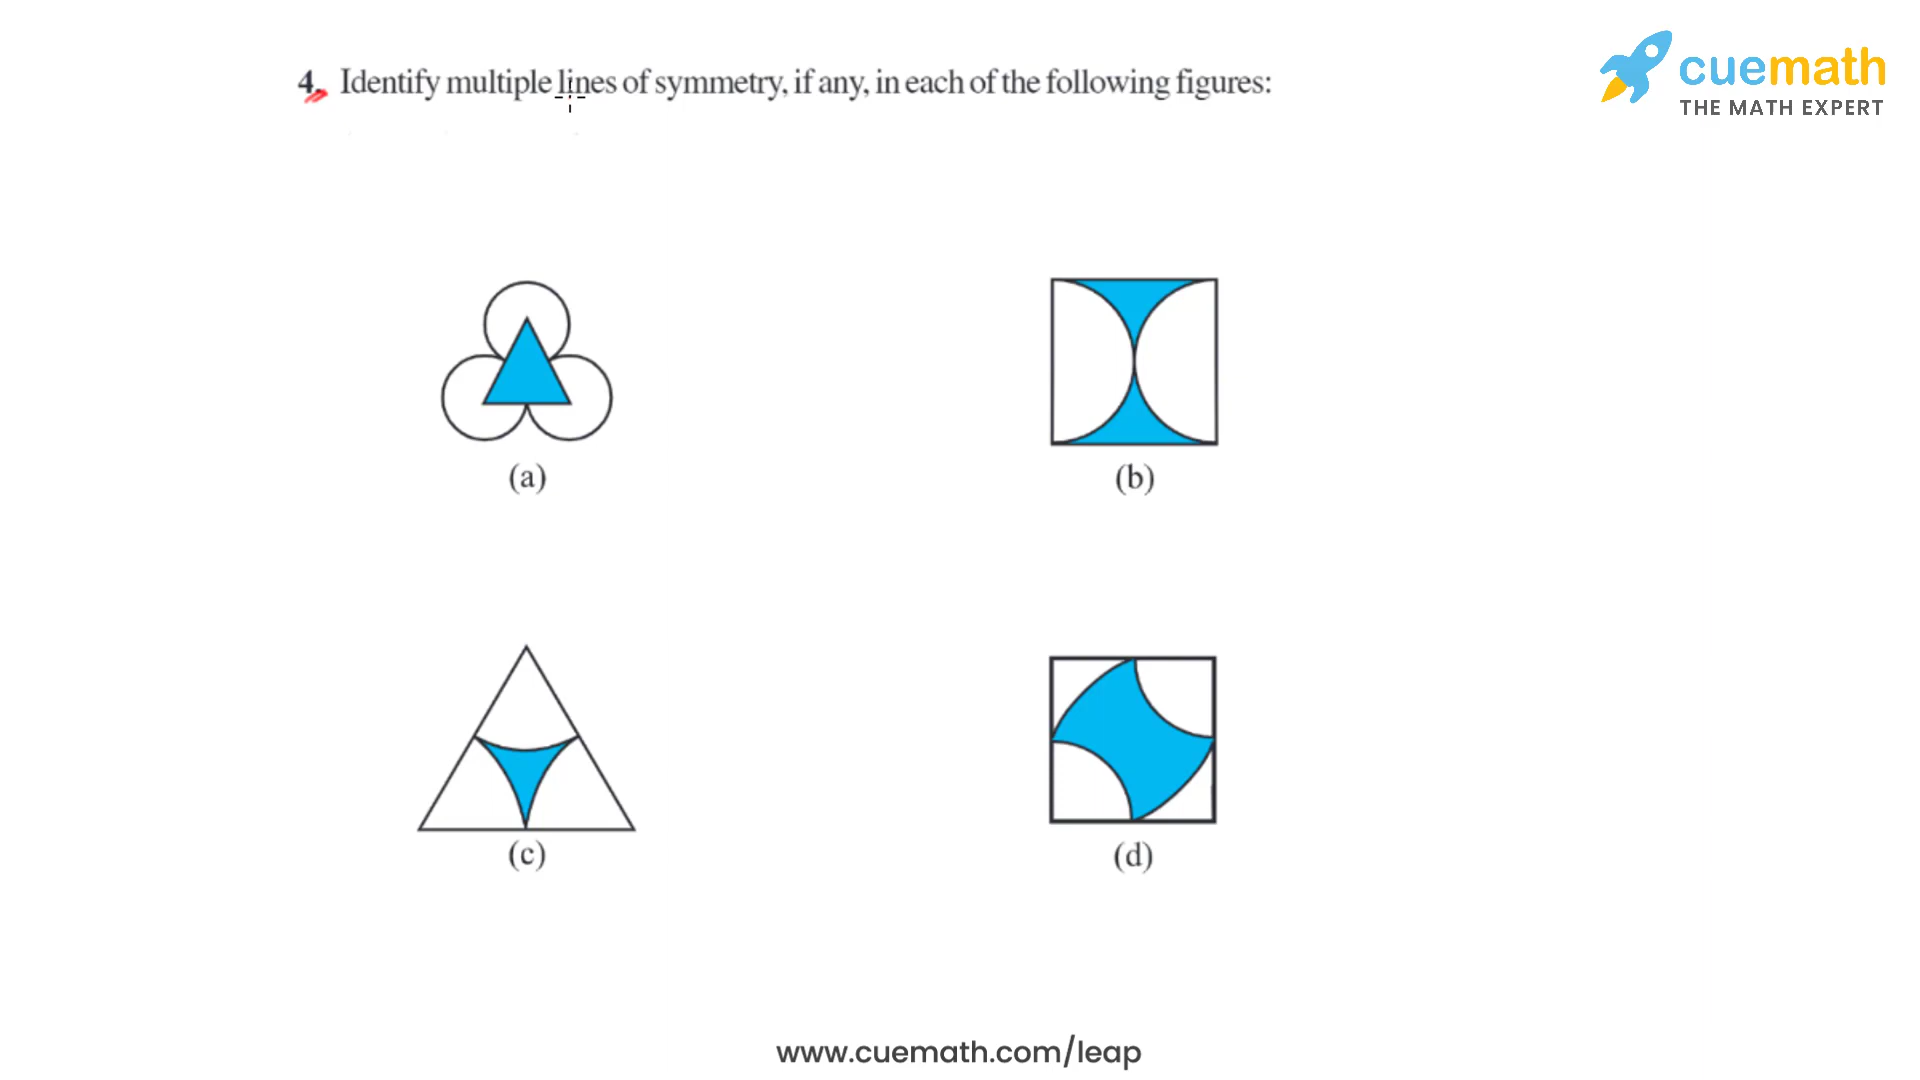 4. Identify multiple lines of symmetry, if any, in each of the following figures:
cuemath
THE MATH EXPERT
(a)
(b)
(c)
(d)
www.cuemath.com/leap